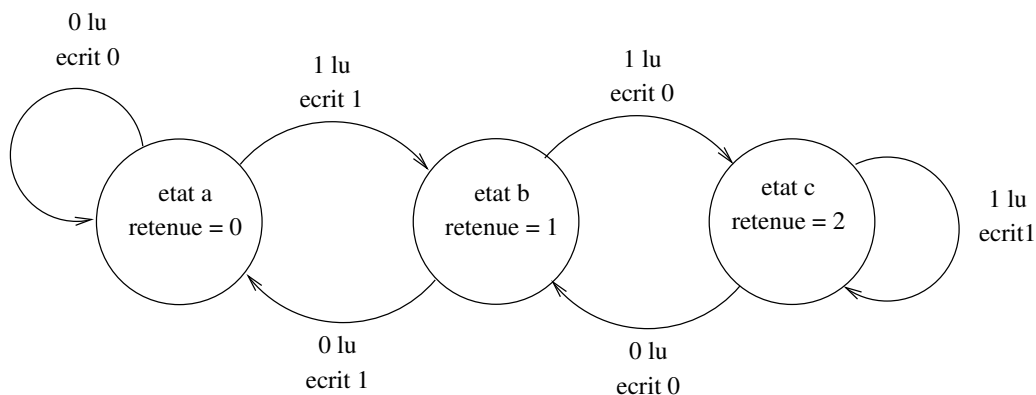 0 lu
ecrit 0
1 lu
ecrit 1
1 lu
ecrit 0
etat a
retenue = 0
etat b
retenue = 1
etat c
retenue = 2
1 lu
ecrit1
0 lu
ecrit 1
0 lu
ecrit 0